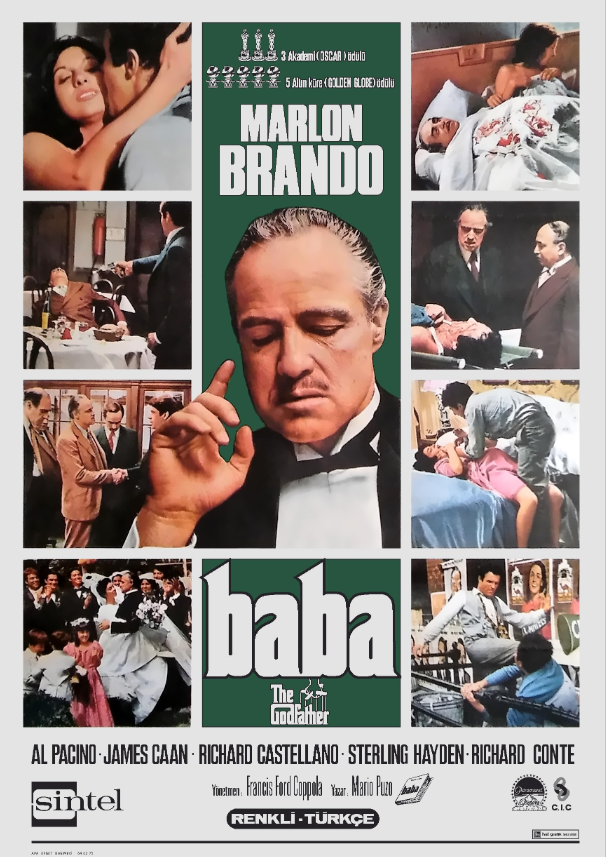 3 Akademi (OSCAR) ödülü
5 Altın küre (GOLDEN GLOBE) ödülü
MARLON
BRANDO
baba
The
Godfather
AL PACINO · JAMES CAAN · RICHARD CASTELLANO · STERLING HAYDEN · RICHARD CONTE
sintel
Yönetmen: Francis Ford Coppola Yazar: Mario Puzo
baba
Paramount
C.I.C
RENKLİ - TÜRKÇE